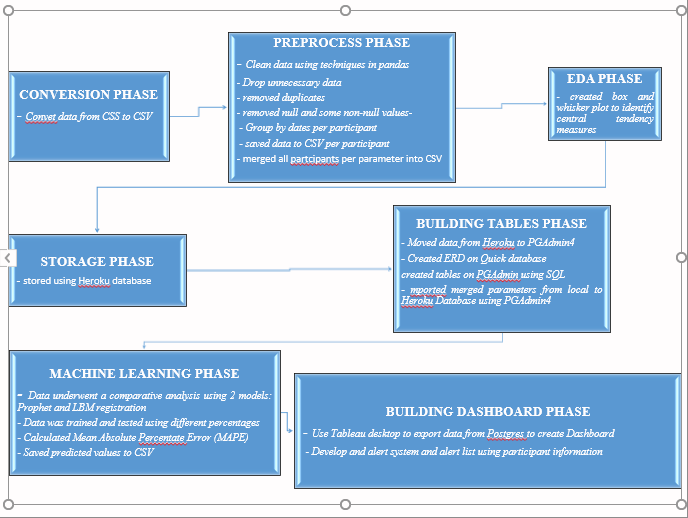 CONVERSION PHASE
- Convet data from CSS to CSV
PREPROCESS PHASE
- Clean data using techniques in pandas
- Drop unnecessary data
- removed duplicates
- removed null and some non-null values-
- Group by dates per participant
- saved data to CSV per participant
- merged all partcipants per parameter into CSV
EDA PHASE
- created box and
whisker plot to identify
central tendency
measures
STORAGE PHASE
- stored using Heroku database
BUILDING TABLES PHASE
- Moved data from Heroku to PGAdmin4
- Created ERD on Quick database
created tables on PGAdmin using SQL
- mported merged parameters from local to
Heroku Database using PGAdmin4
MACHINE LEARNING PHASE
- Data underwent a comparative analysis using 2 models:
Prophet and LBM registration
- Data was trained and tested using different percentages
- Calculated Mean Absolute Percentate Error (MAPE)
- Saved predicted values to CSV
BUILDING DASHBOARD PHASE
- Use Tableau desktop to export data from Postgres to create Dashboard
- Develop and alert system and alert list using participant information